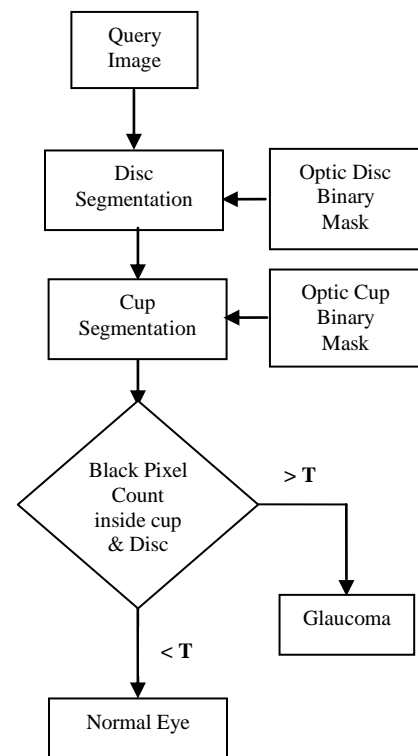 Query
Image
Disc
Segmentation
Optic Disc
Binary
Mask
Cup
Segmentation
Optic Cup
Binary
Mask
Black Pixel
Count
inside cup
& Disc
> T
Glaucoma
< T
Normal Eye